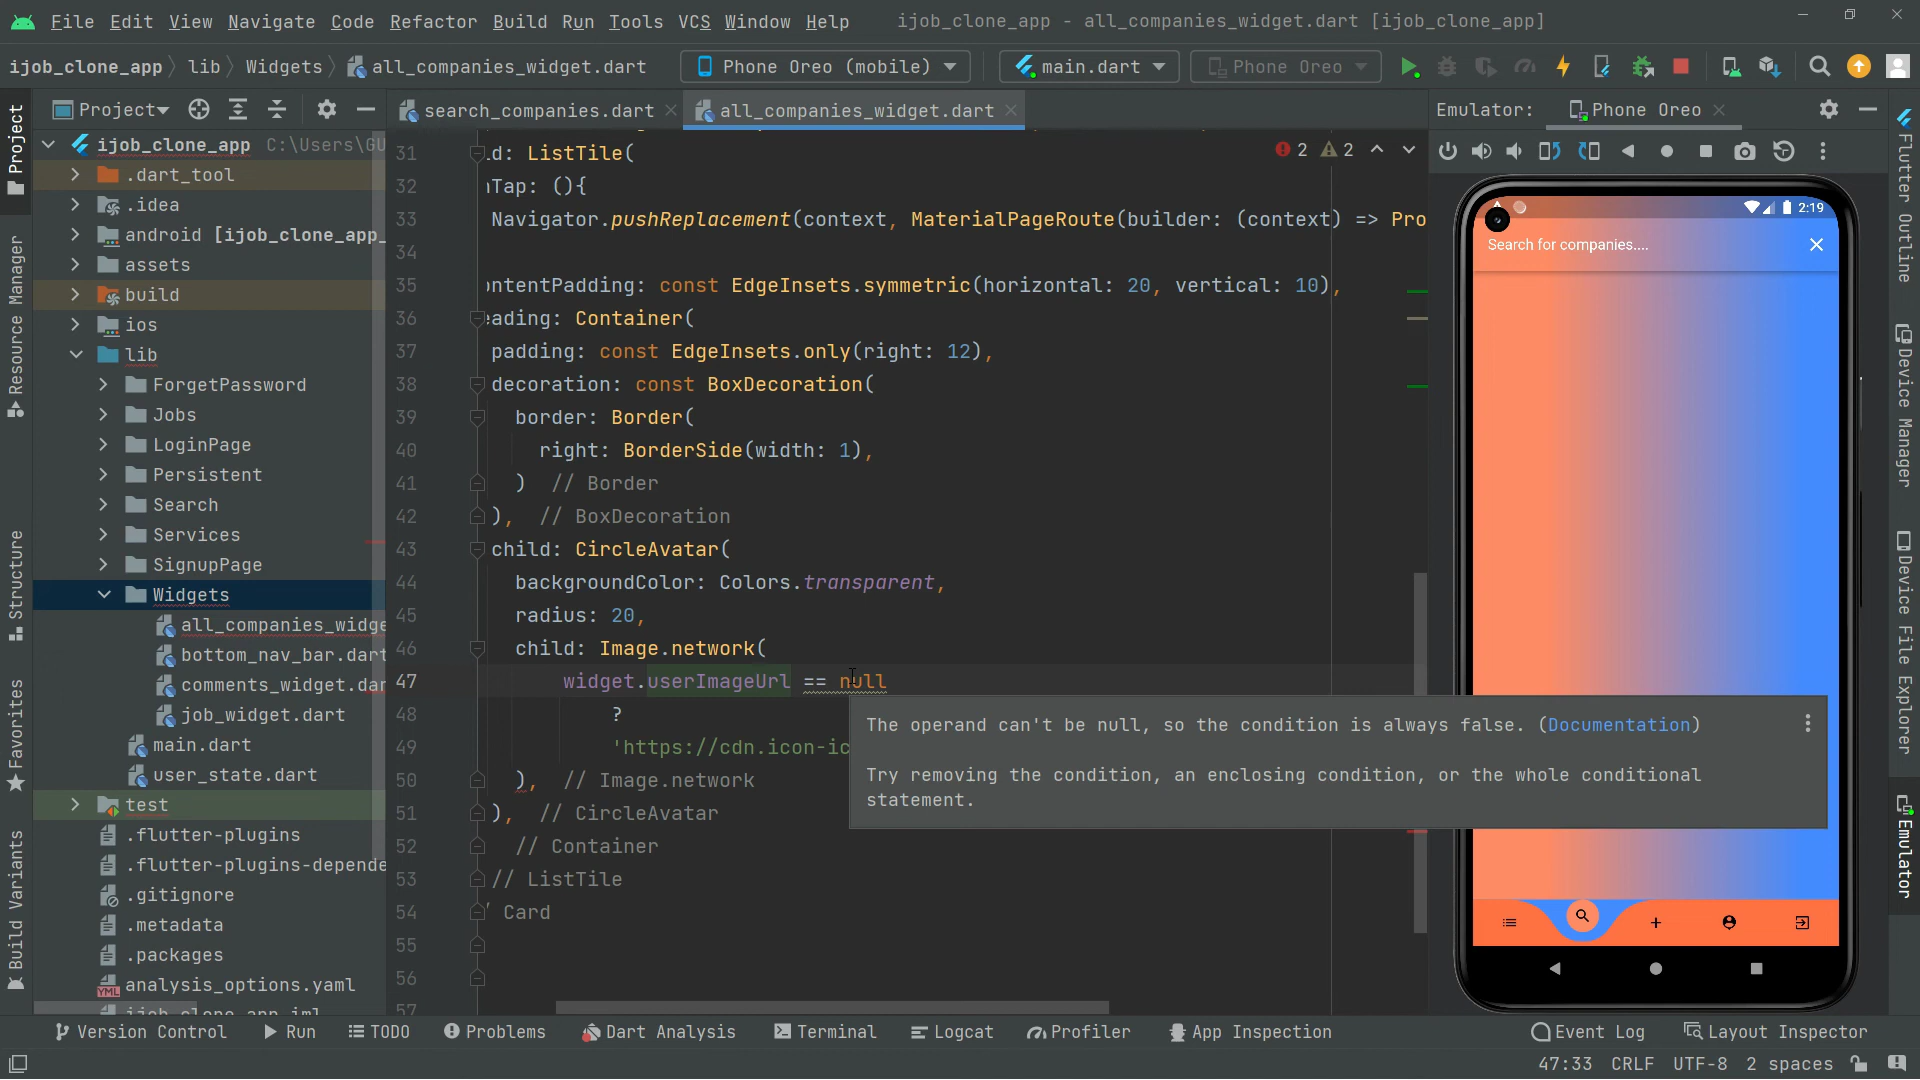 File Edit View Navigate Code Refactor Build Run Tools VCS Window Help ijob_clone_app - all_companies_widget.dart [ijob_clone_app]
ijob_clone_app lib Widgets all_companies_widget.dart Phone Oreo (mobile) main.dart Phone Oreo
Project search_companies.dart all_companies_widget.dart Emulator: Phone Oreo
Project
Resource Manager
Structure
Favorites
Build Variants
ijob_clone_app C:\Users\GU
.dart_tool
.idea
android [ijob_clone_app_
assets
build
ios
lib
ForgetPassword
Jobs
LoginPage
Persistent
Search
Services
SignupPage
Widgets
all_companies_widge
bottom_nav_bar.dart
comments_widget.dar
job_widget.dart
main.dart
user_state.dart
test
.flutter-plugins
.flutter-plugins-depende
.gitignore
.metadata
.packages
analysis_options.yaml
2 2
31 ld: ListTile(
32 nTap: (){
33 Navigator.pushReplacement(context, MaterialPageRoute(builder: (context) => Pro
34
35 ontentPadding: const EdgeInsets.symmetric(horizontal: 20, vertical: 10),
36 eading: Container(
37 padding: const EdgeInsets.only(right: 12),
38 decoration: const BoxDecoration(
39 border: Border(
40 right: BorderSide(width: 1),
41 ) // Border
42 ), // BoxDecoration
43 child: CircleAvatar(
44 backgroundColor: Colors.transparent,
45 radius: 20,
46 child: Image.network(
47 widget.userImageUrl == null
48 ?
49 'https://cdn.icon-ic
50 ), // Image.network
51 ), // CircleAvatar
52 // Container
53 // ListTile
54 / Card
55
56
57
The operand can't be null, so the condition is always false. (Documentation)
Try removing the condition, an enclosing condition, or the whole conditional
statement.
2:19
Search for companies....
Flutter Outline
Device Manager
Device File Explorer
Emulator
Version Control Run TODO Problems Dart Analysis Terminal Logcat Profiler App Inspection Event Log Layout Inspector
47:33 CRLF UTF-8 2 spaces